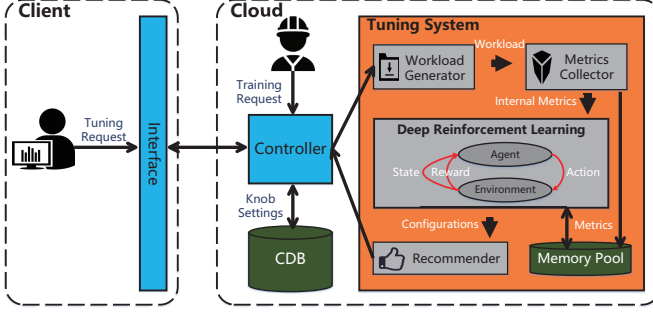 Client
Cloud
Tuning System
Tuning
Request
Interface
Training
Request
Controller
Knob
Settings
CDB
Workload
Generator
Workload
Metrics
Collector
Internal Metrics
Deep Reinforcement Learning
Agent
State
Reward
Action
Environment
Configurations
Metrics
Recommender
Memory Pool